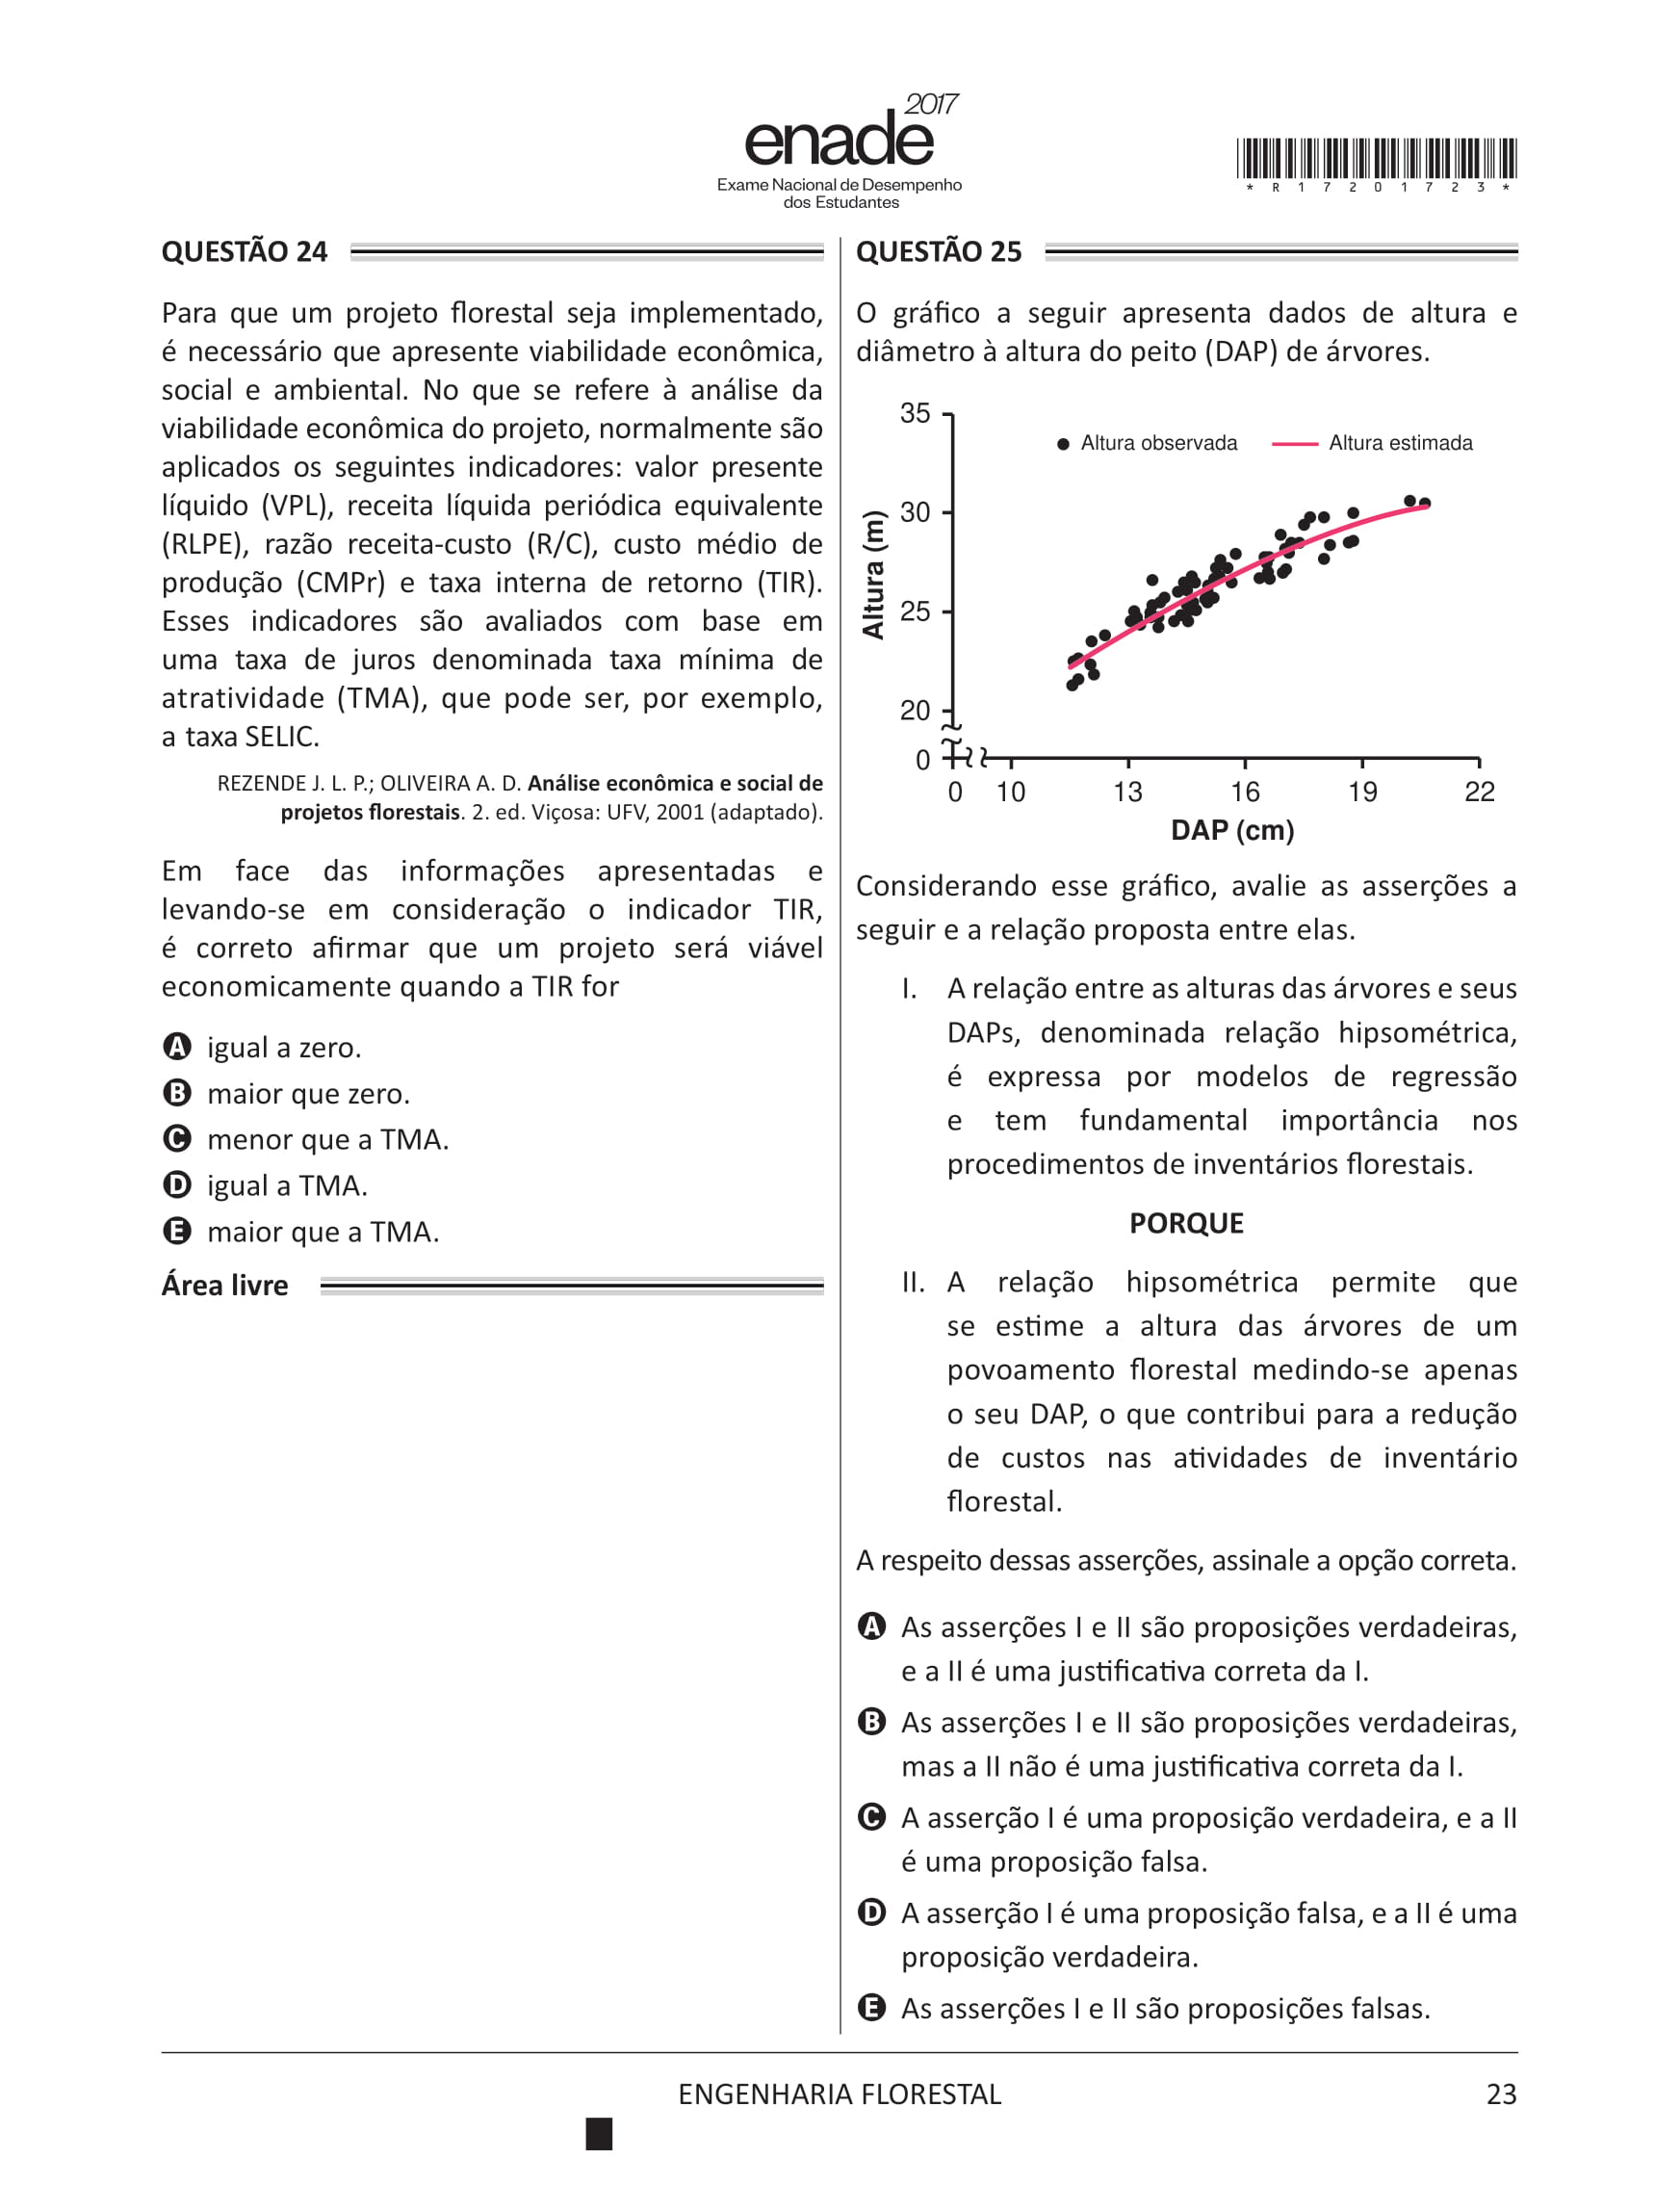 2017
enade
Exame Nacional de Desempenho
dos Estudantes
* R 1 7 2 0 1 7 2 3 *
QUESTÃO 24
Para que um projeto florestal seja implementado,
é necessário que apresente viabilidade econômica,
social e ambiental. No que se refere à análise da
viabilidade econômica do projeto, normalmente são
aplicados os seguintes indicadores: valor presente
líquido (VPL), receita líquida periódica equivalente
(RLPE), razão receita-custo (R/C), custo médio de
produção (CMPr) e taxa interna de retorno (TIR).
Esses indicadores são avaliados com base em
uma taxa de juros denominada taxa mínima de
atratividade (TMA), que pode ser, por exemplo,
a taxa SELIC.
REZENDE J. L. P.; OLIVEIRA A. D. Análise econômica e social de
projetos florestais. 2. ed. Viçosa: UFV, 2001 (adaptado).
Em face das informações apresentadas e
levando-se em consideração o indicador TIR,
é correto afirmar que um projeto será viável
economicamente quando a TIR for
A igual a zero.
B maior que zero.
C menor que a TMA.
D igual a TMA.
E maior que a TMA.
Área livre
QUESTÃO 25
O gráfico a seguir apresenta dados de altura e
diâmetro à altura do peito (DAP) de árvores.
35
Altura observada
Altura estimada
30
25
20
0
Altura (m)
0 10 13 16 19 22
DAP (cm)
Considerando esse gráfico, avalie as asserções a
seguir e a relação proposta entre elas.
I. A relação entre as alturas das árvores e seus
DAPs, denominada relação hipsométrica,
é expressa por modelos de regressão
e tem fundamental importância nos
procedimentos de inventários florestais.
PORQUE
II. A relação hipsométrica permite que
se estime a altura das árvores de um
povoamento florestal medindo-se apenas
o seu DAP, o que contribui para a redução
de custos nas atividades de inventário
florestal.
A respeito dessas asserções, assinale a opção correta.
A As asserções I e II são proposições verdadeiras,
e a II é uma justificativa correta da I.
B As asserções I e II são proposições verdadeiras,
mas a II não é uma justificativa correta da I.
C A asserção I é uma proposição verdadeira, e a II
é uma proposição falsa.
D A asserção I é uma proposição falsa, e a II é uma
proposição verdadeira.
E As asserções I e II são proposições falsas.
ENGENHARIA FLORESTAL
23